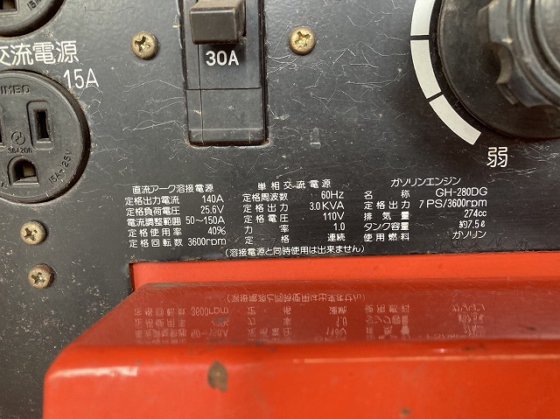 交流電源
15A
30A
15A-25V
弱
直流アーク溶接電源
定格出力電流 140A
定格負荷電圧 25.6V
電流調整範囲 50~150A
定格使用率 40%
定格回転数 3600rpm
単相交流電源
定格周波数 60Hz
定格出力 3.0KVA
定格電圧 110V
力率 1.0
定格 連続
(溶接電源と同時使用は出来ません)
ガソリンエンジン
名称 GH-280DG
定格出力 7PS/3600rpm
排気量 274cc
タンク容量 約7.5ℓ
使用燃料 ガソリン